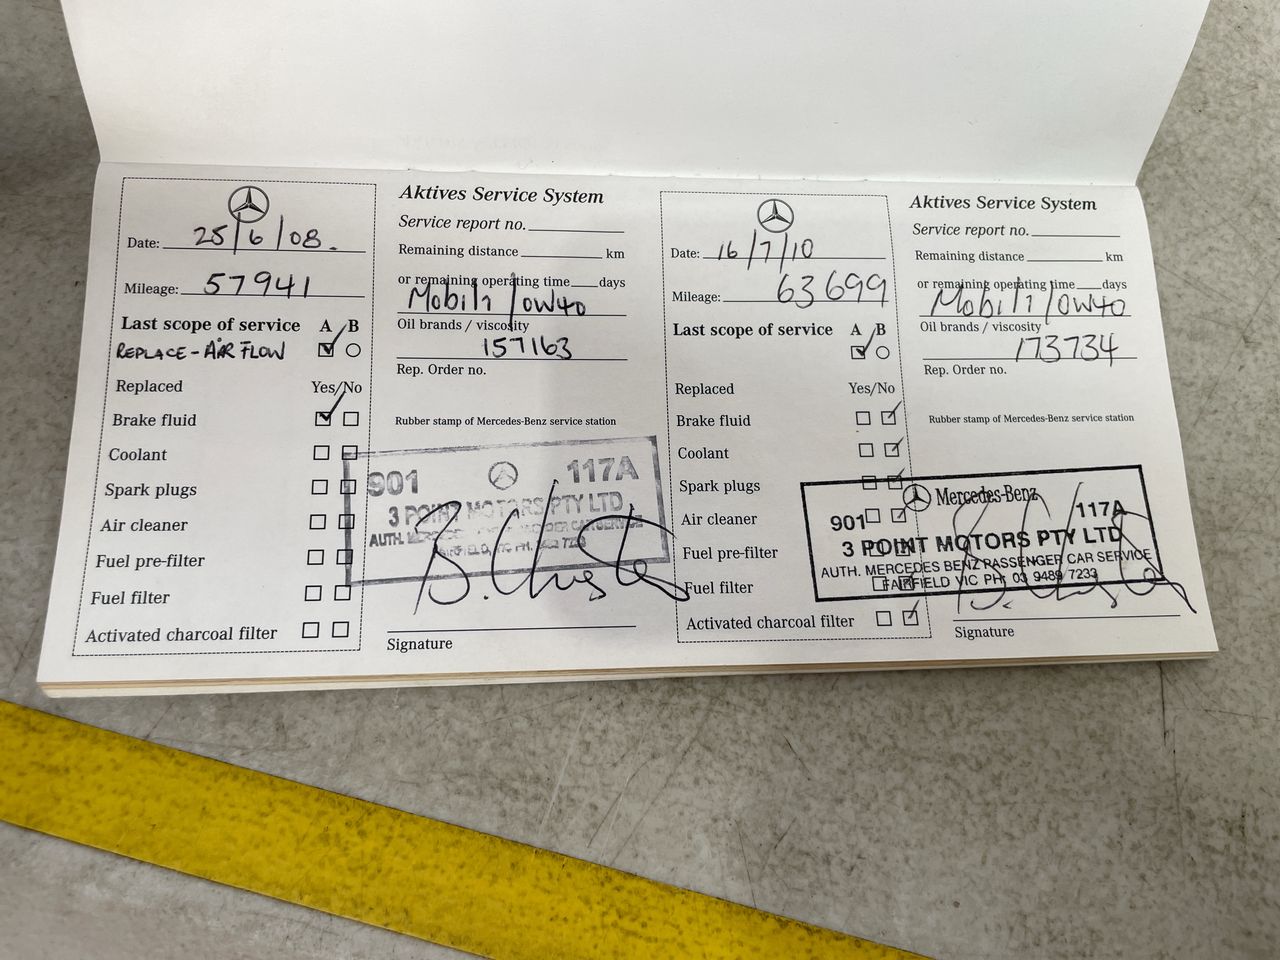 Date: 25/6/08.
Mileage: 57941
Last scope of service A B
REPLACE - AIR FLOW
Replaced Yes/No
Brake fluid
Coolant
Spark plugs
Air cleaner
Fuel pre-filter
Fuel filter
Activated charcoal filter
Aktives Service System
Service report no.
Remaining distance km
or remaining operating time days
Mobil 1 / 0W40
Oil brands / viscosity
157163
Rep. Order no.
Rubber stamp of Mercedes-Benz service station
901 117A
3 POINT MOTORS PTY LTD
AUTH. CAR SERVICE
VIC PH.
Signature
Date: 16/7/10
Mileage: 63699
Last scope of service A B
Replaced Yes/No
Brake fluid
Coolant
Spark plugs
Air cleaner
Fuel pre-filter
Fuel filter
Activated charcoal filter
Aktives Service System
Service report no.
Remaining distance km
or remaining operating time days
Mobil 1 / 0W40
Oil brands / viscosity
173734
Rep. Order no.
Rubber stamp of Mercedes-Benz service station
Mercedes-Benz
901 117A
3 POINT MOTORS PTY LTD
AUTH. MERCEDES BENZ PASSENGER CAR SERVICE
FAIRFIELD VIC PH: 03 9489 7233
Signature